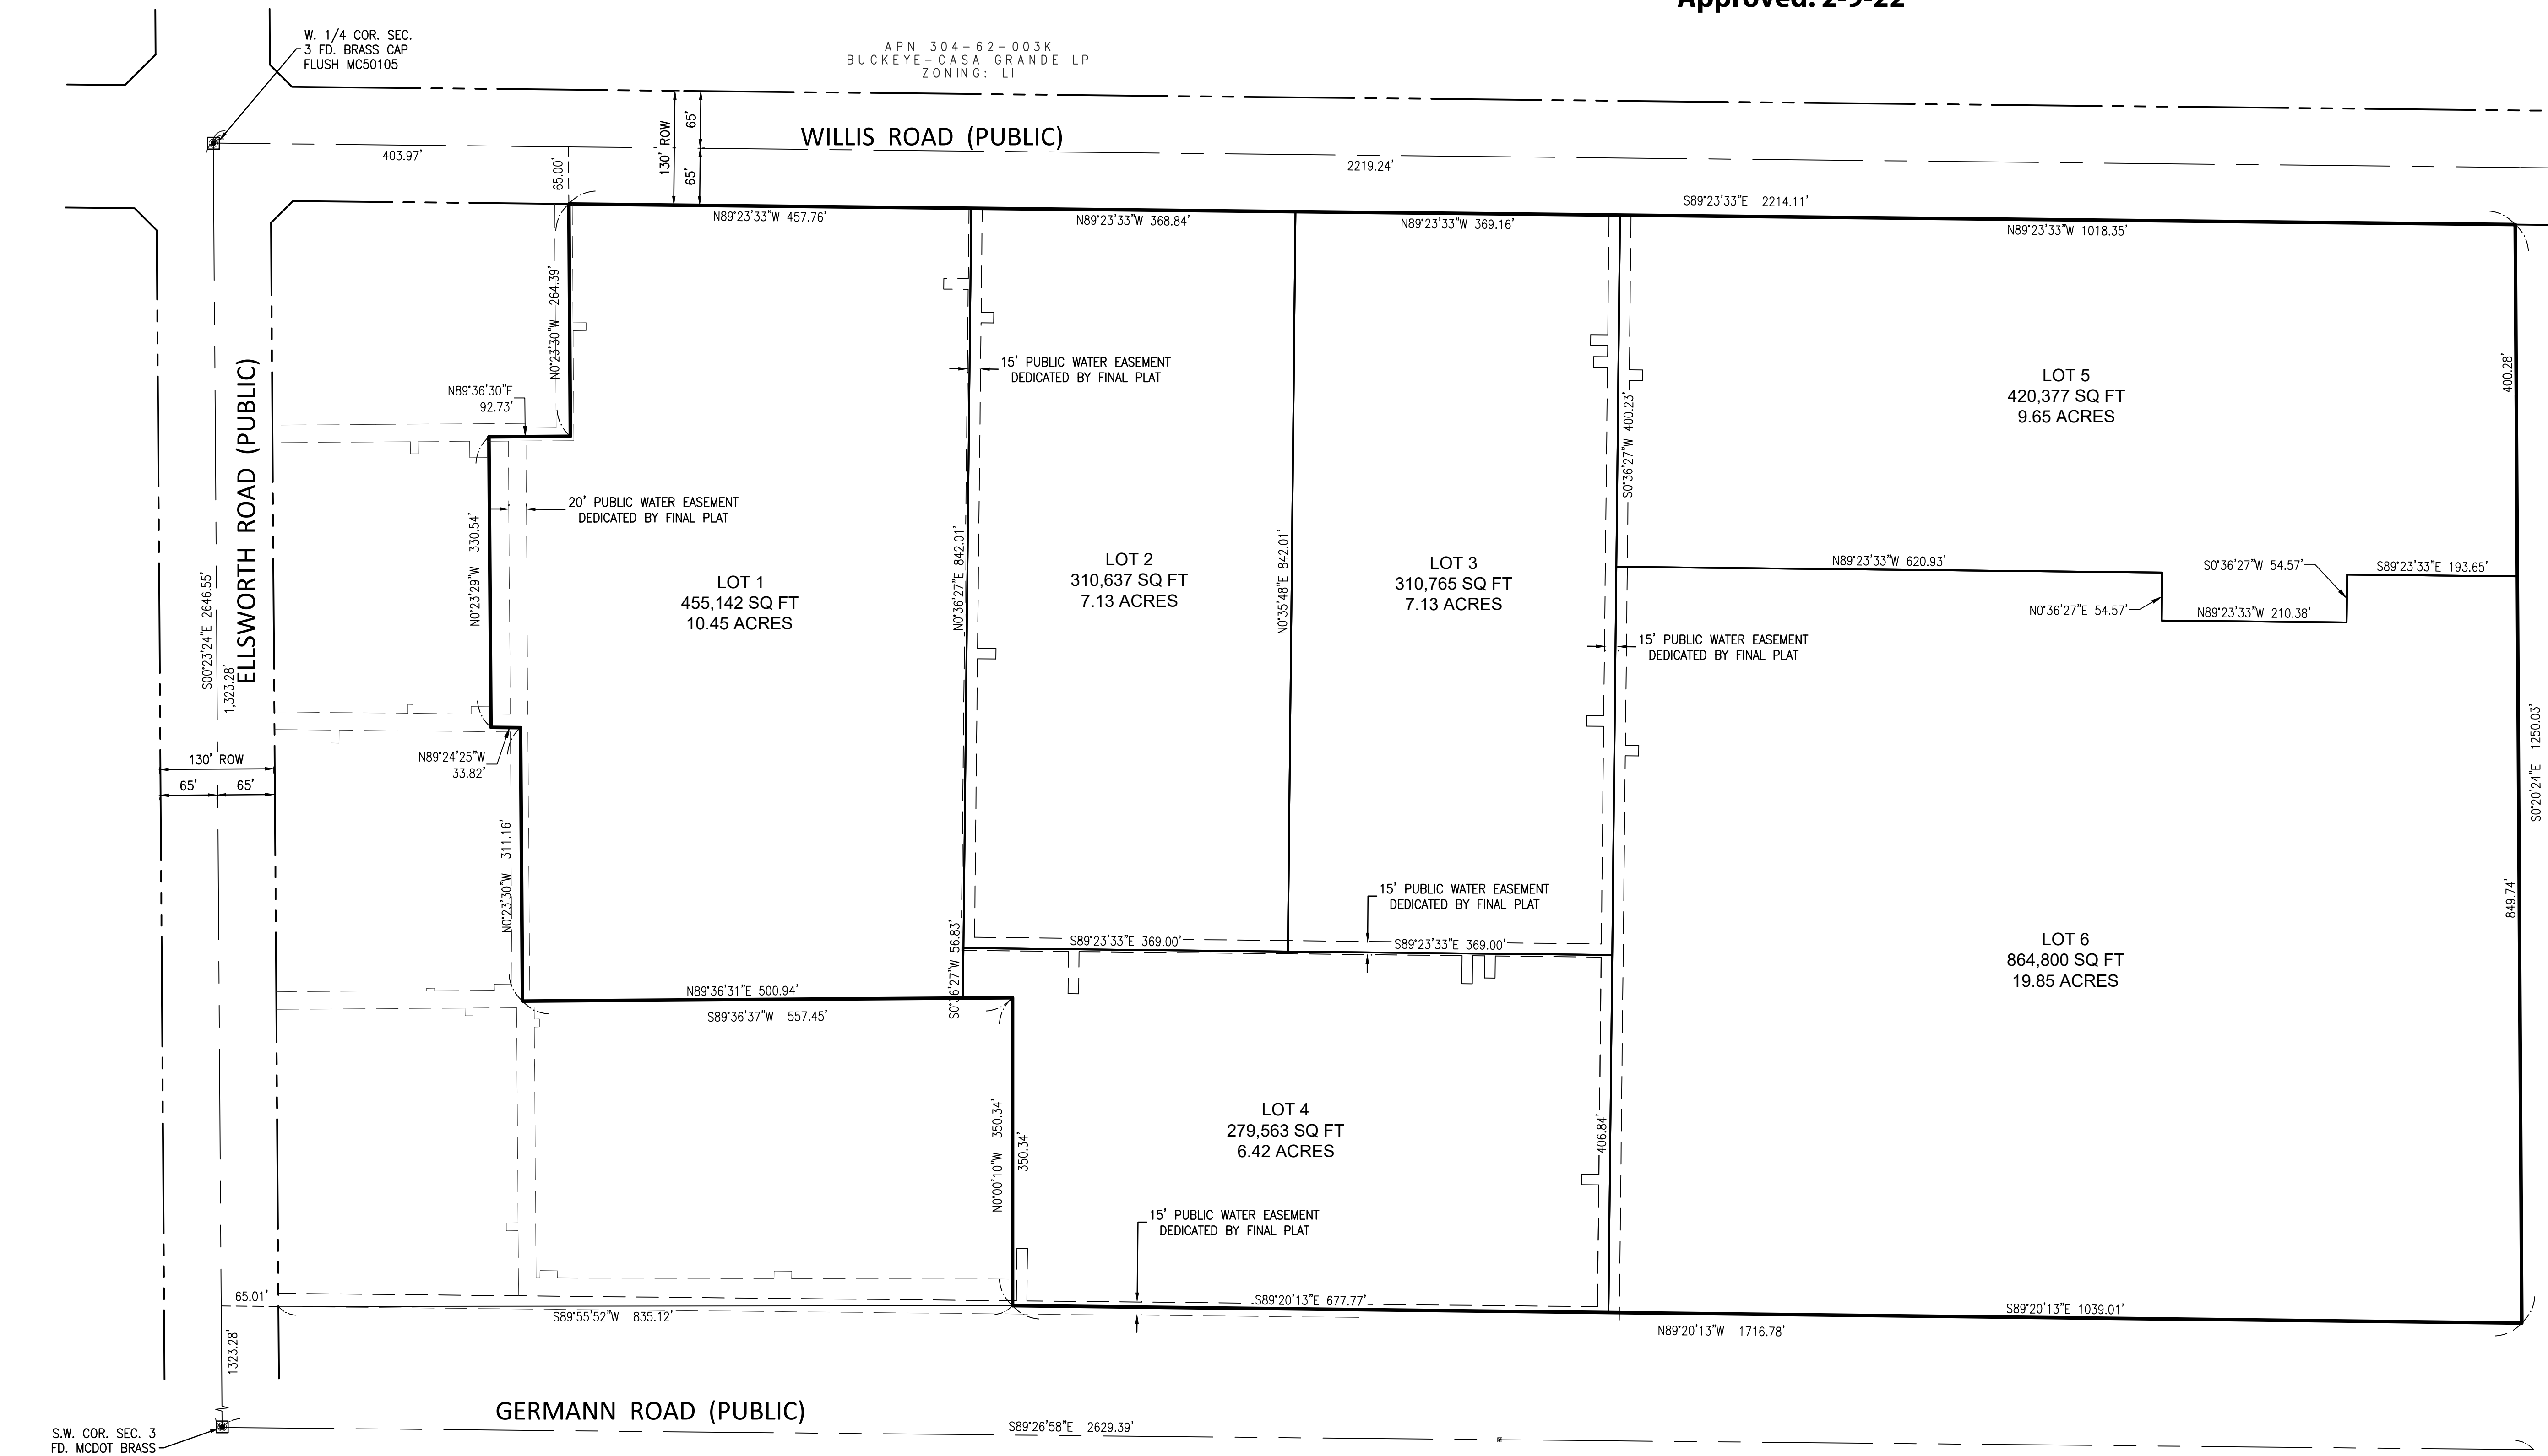 Approved: 2-9-22
W. 1/4 COR. SEC.
3 FD. BRASS CAP
FLUSH MC50105
APN 304-62-003K
BUCKEYE-CASA GRANDE LP
ZONING: LI
130' ROW
65'
65'
WILLIS ROAD (PUBLIC)
403.97'
65.00'
2219.24'
S89°23'33"E 2214.11'
N89°23'33"W 457.76'
N89°23'33"W 368.84'
N89°23'33"W 369.16'
N89°23'33"W 1018.35'
N0°23'30"W 264.39'
15' PUBLIC WATER EASEMENT
DEDICATED BY FINAL PLAT
N89°36'30"E
92.73'
S0°36'27"W 400.23'
LOT 5
420,377 SQ FT
9.65 ACRES
400.28'
ELLSWORTH ROAD (PUBLIC)
20' PUBLIC WATER EASEMENT
DEDICATED BY FINAL PLAT
N0°23'29"W 330.54'
S00°23'24"E 2646.55'
1,323.28'
LOT 1
455,142 SQ FT
10.45 ACRES
N0°36'27"E 842.01'
LOT 2
310,637 SQ FT
7.13 ACRES
N0°35'48"E 842.01'
LOT 3
310,765 SQ FT
7.13 ACRES
N89°23'33"W 620.93'
S0°36'27"W 54.57'
S89°23'33"E 193.65'
N0°36'27"E 54.57'
N89°23'33"W 210.38'
15' PUBLIC WATER EASEMENT
DEDICATED BY FINAL PLAT
S0°20'24"E 1250.03'
N89°24'25"W
33.82'
130' ROW
65'
65'
N0°23'30"W 311.16'
15' PUBLIC WATER EASEMENT
DEDICATED BY FINAL PLAT
849.74'
S89°23'33"E 369.00'
S89°23'33"E 369.00'
S0°36'27"W 56.83'
LOT 6
864,800 SQ FT
19.85 ACRES
N89°36'31"E 500.94'
S89°36'37"W 557.45'
N0°00'10"W 350.34'
350.34'
LOT 4
279,563 SQ FT
6.42 ACRES
406.84'
15' PUBLIC WATER EASEMENT
DEDICATED BY FINAL PLAT
65.01'
S89°55'52"W 835.12'
S89°20'13"E 677.77'
S89°20'13"E 1039.01'
N89°20'13"W 1716.78'
1323.28'
GERMANN ROAD (PUBLIC)
S89°26'58"E 2629.39'
S.W. COR. SEC. 3
FD. MCDOT BRASS